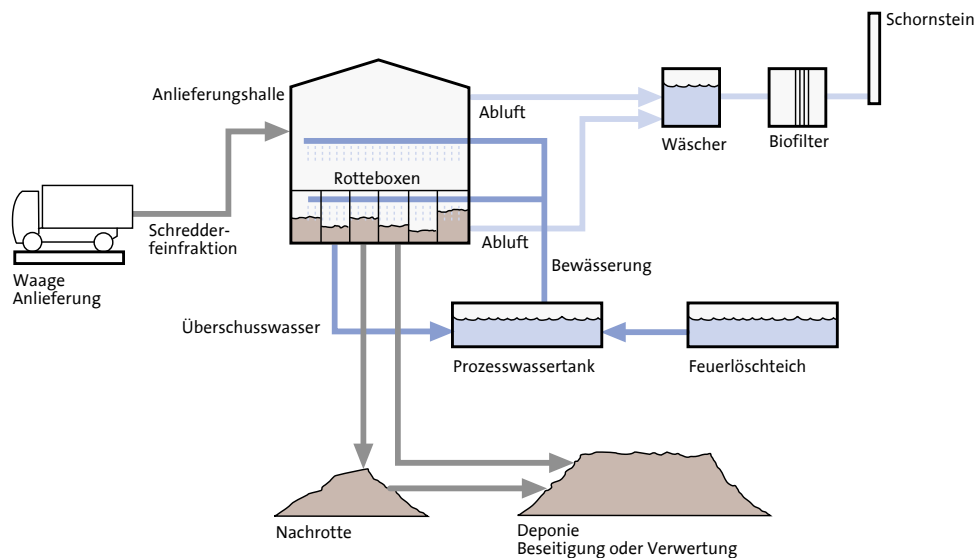 Schornstein
Anlieferungshalle
Abluft
Wäscher
Biofilter
Rotteboxen
Schredder-
feinfraktion
Abluft
Waage
Anlieferung
Bewässerung
Überschusswasser
Prozesswassertank
Feuerlöschteich
Nachrotte
Deponie
Beseitigung oder Verwertung